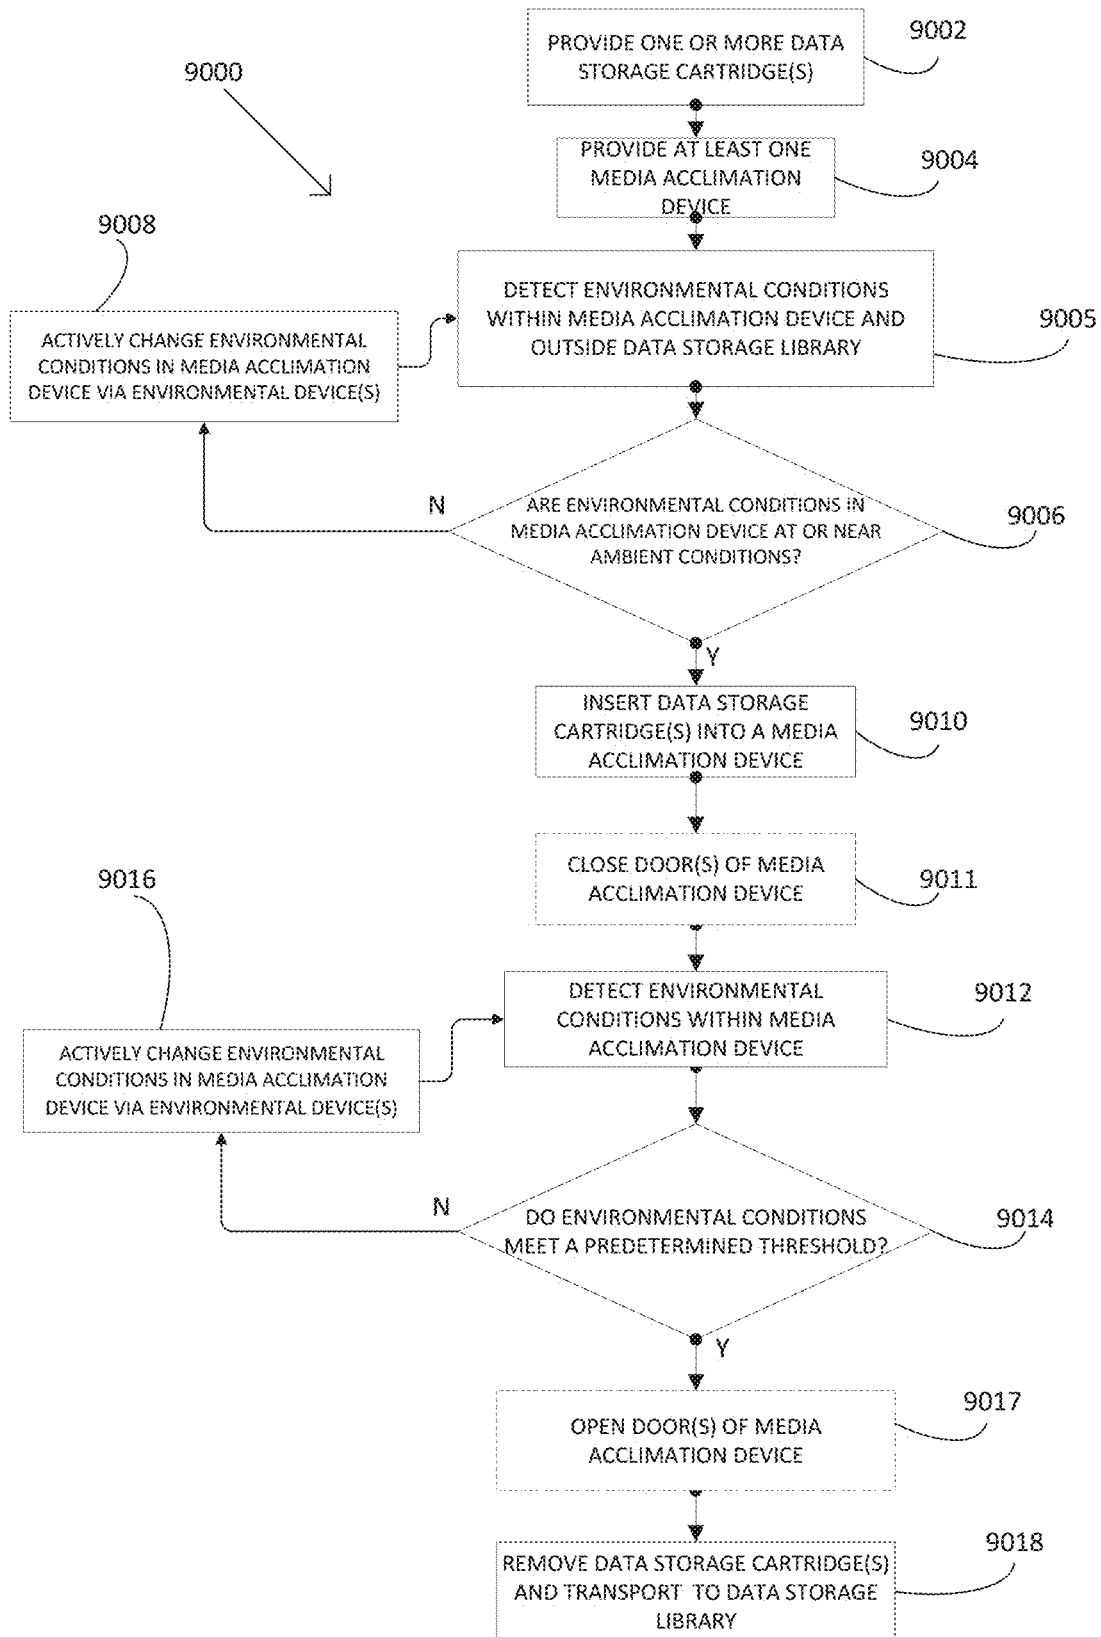 9000
PROVIDE ONE OR MORE DATA
STORAGE CARTRIDGE(S)
9002
PROVIDE AT LEAST ONE
MEDIA ACCLIMATION
DEVICE
9004
9008
ACTIVELY CHANGE ENVIRONMENTAL
CONDITIONS IN MEDIA ACCLIMATION
DEVICE VIA ENVIRONMENTAL DEVICE(S)
DETECT ENVIRONMENTAL CONDITIONS
WITHIN MEDIA ACCLIMATION DEVICE AND
OUTSIDE DATA STORAGE LIBRARY
9005
N
ARE ENVIRONMENTAL CONDITIONS IN
MEDIA ACCLIMATION DEVICE AT OR NEAR
AMBIENT CONDITIONS?
9006
Y
INSERT DATA STORAGE
CARTRIDGE(S) INTO A MEDIA
ACCLIMATION DEVICE
9010
CLOSE DOOR(S) OF MEDIA
ACCLIMATION DEVICE
9011
9016
ACTIVELY CHANGE ENVIRONMENTAL
CONDITIONS IN MEDIA ACCLIMATION
DEVICE VIA ENVIRONMENTAL DEVICE(S)
DETECT ENVIRONMENTAL
CONDITIONS WITHIN MEDIA
ACCLIMATION DEVICE
9012
N
DO ENVIRONMENTAL CONDITIONS
MEET A PREDETERMINED THRESHOLD?
9014
Y
OPEN DOOR(S) OF MEDIA
ACCLIMATION DEVICE
9017
REMOVE DATA STORAGE CARTRIDGE(S)
AND TRANSPORT TO DATA STORAGE
LIBRARY
9018